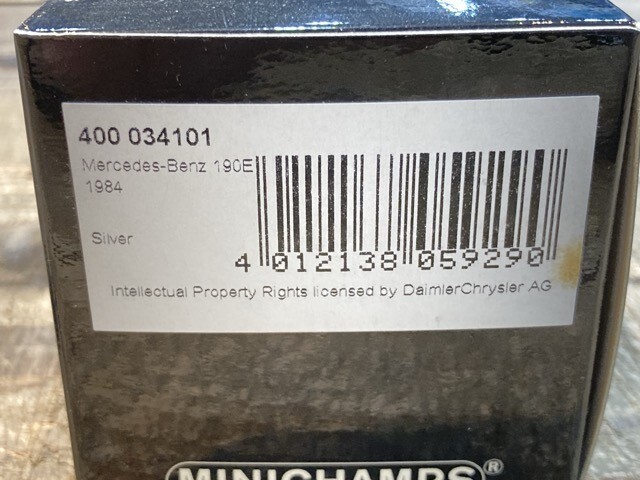 400 034101
Mercedes-Benz 190E
1984
Silver
4 012138 059290
Intellectual Property Rights licensed by DaimlerChrysler AG
MINICHAMPS®